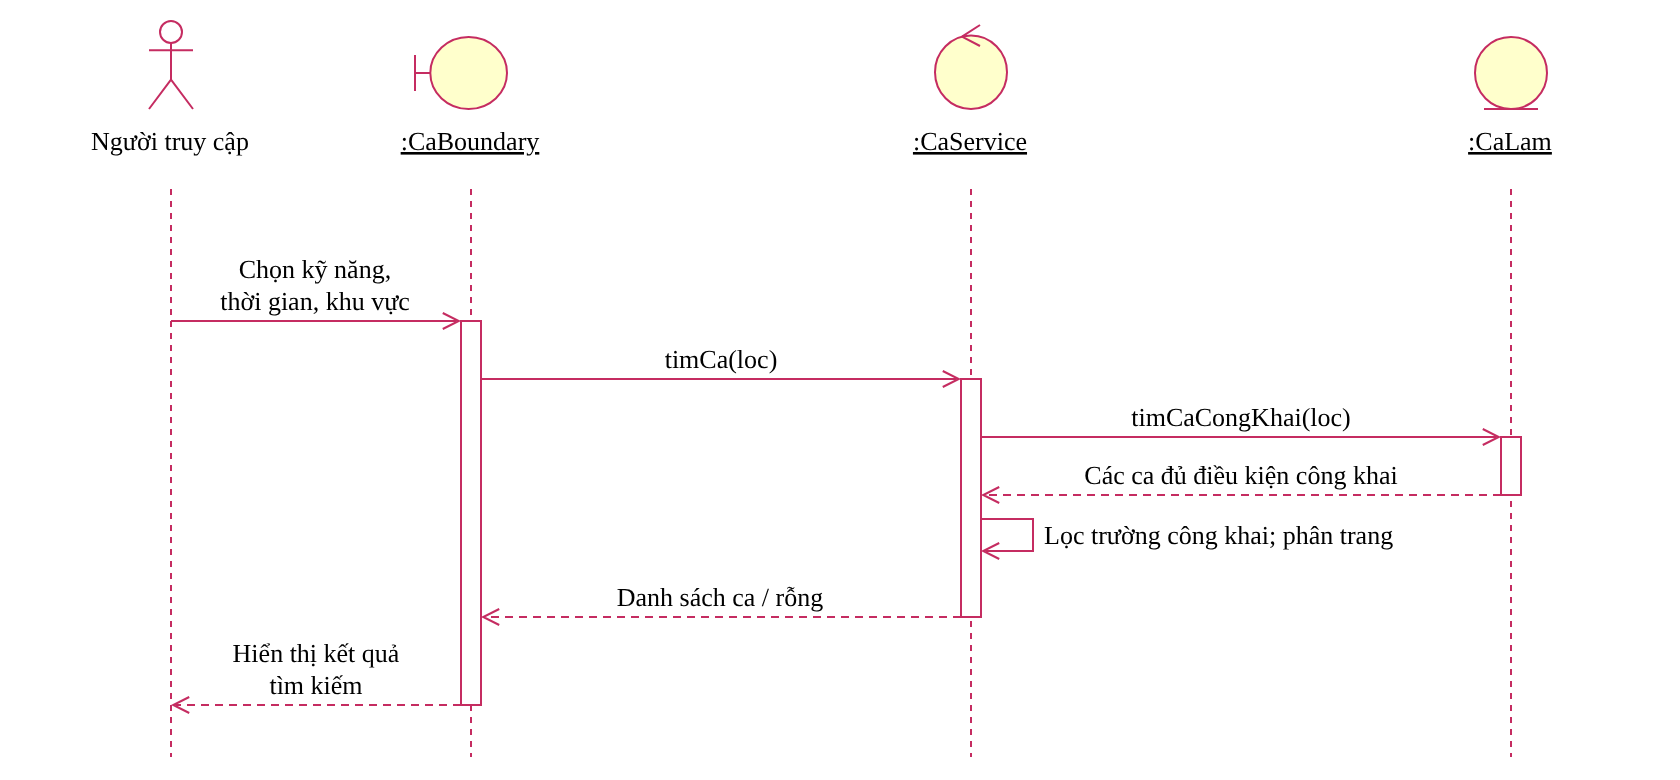 Người truy cập
:CaBoundary
:CaService
:CaLam
Chọn kỹ năng,
thời gian, khu vực
timCa(loc)
timCaCongKhai(loc)
Các ca đủ điều kiện công khai
Lọc trường công khai; phân trang
Danh sách ca / rỗng
Hiển thị kết quả
tìm kiếm